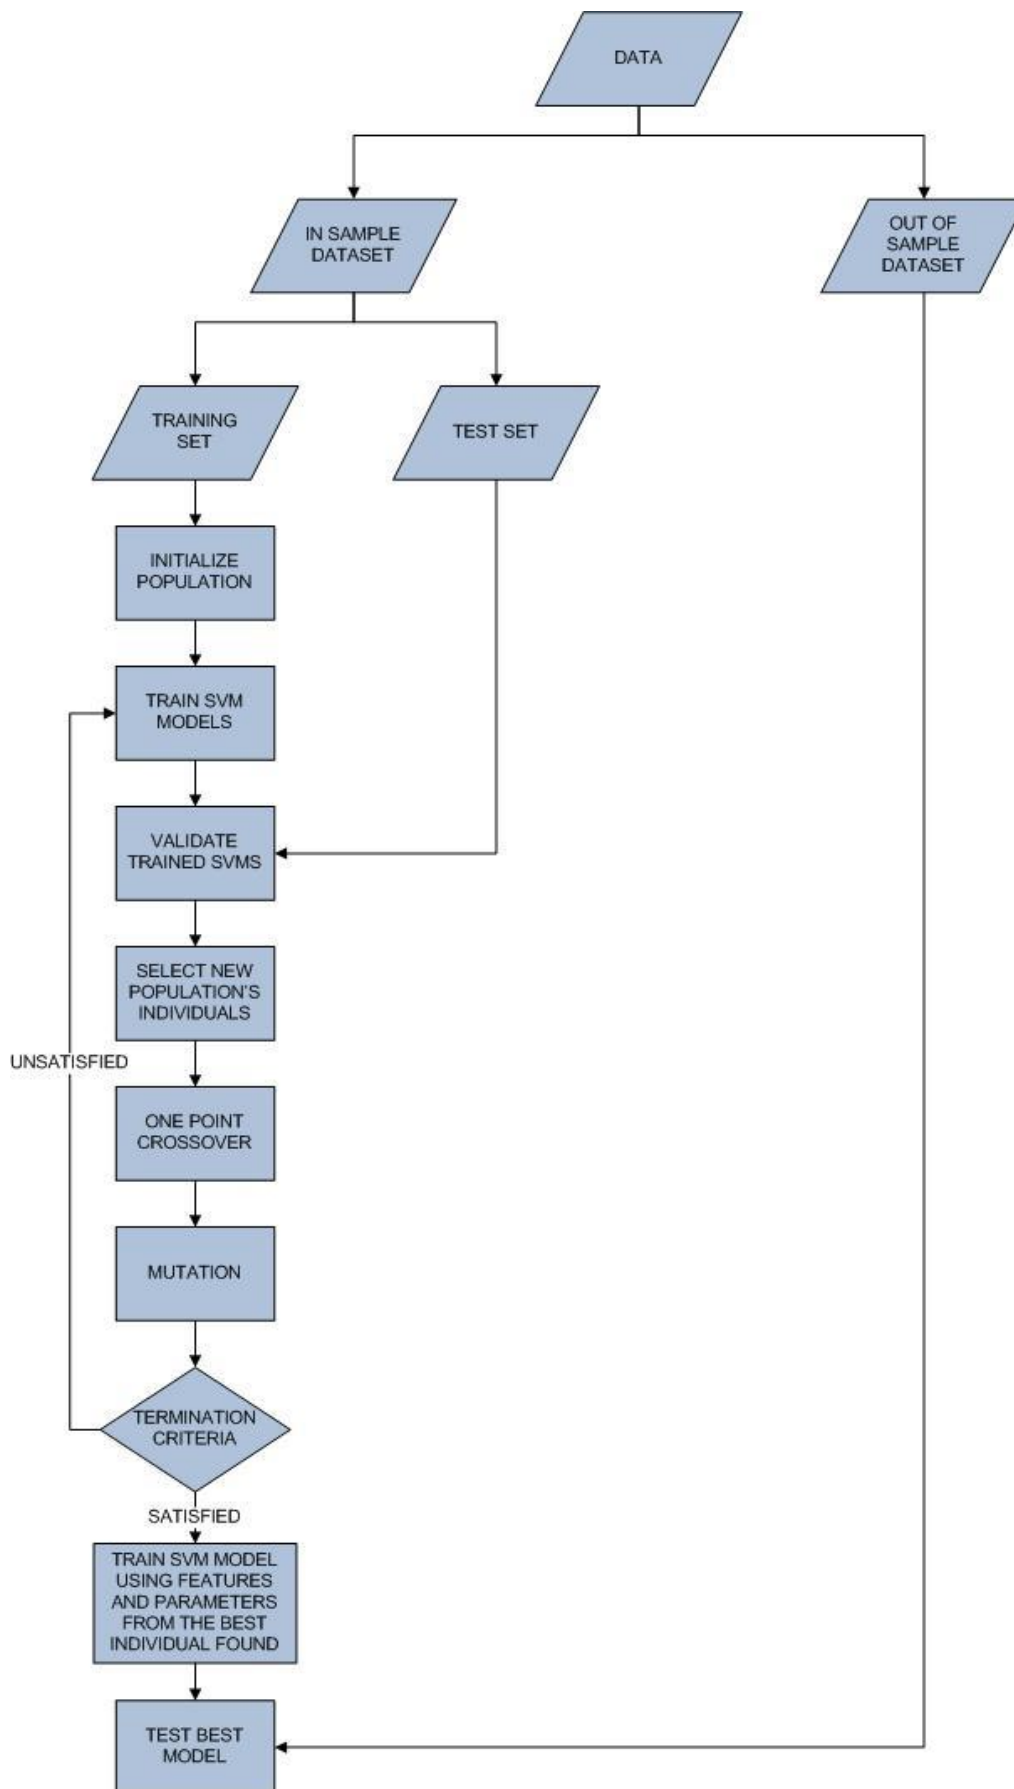 DATA
IN SAMPLE
DATASET
OUT OF
SAMPLE
DATASET
TRAINING
SET
TEST SET
INITIALIZE
POPULATION
TRAIN SVM
MODELS
VALIDATE
TRAINED SVMS
SELECT NEW
POPULATION'S
INDIVIDUALS
UNSATISFIED
ONE POINT
CROSSOVER
MUTATION
TERMINATION
CRITERIA
SATISFIED
TRAIN SVM MODEL
USING FEATURES
AND PARAMETERS
FROM THE BEST
INDIVIDUAL FOUND
TEST BEST
MODEL